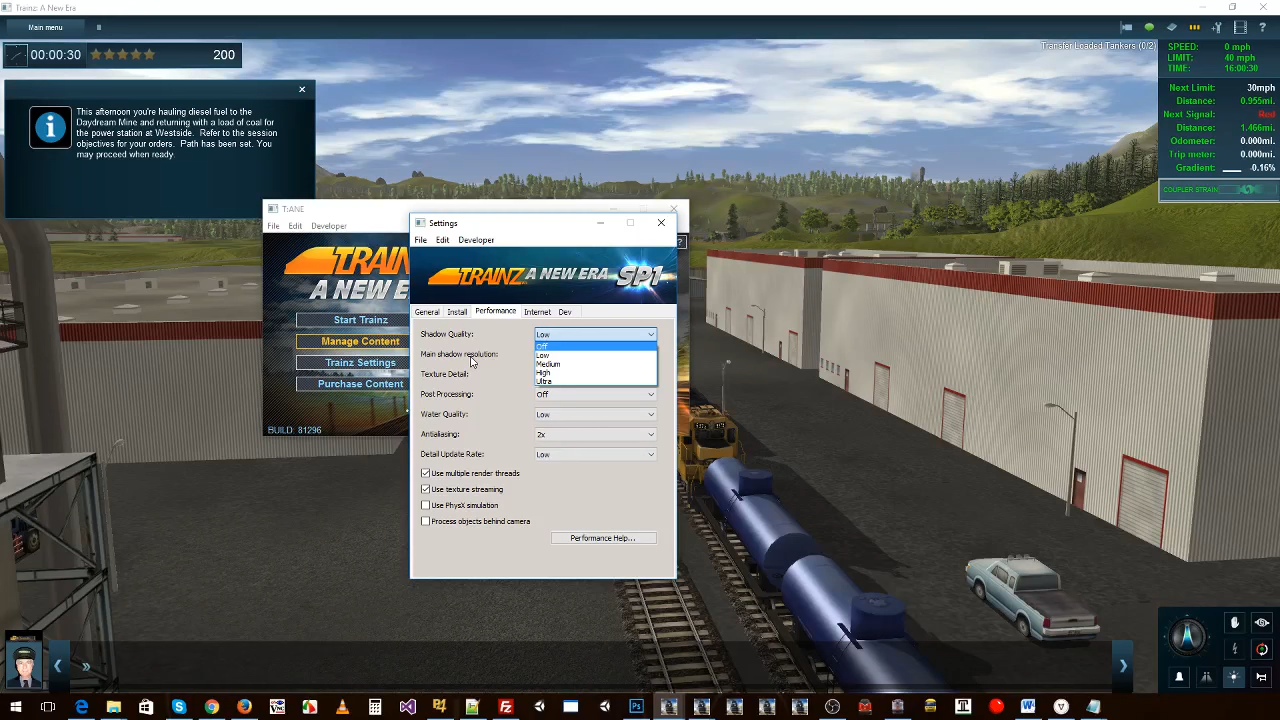 Trainz: A New Era
Main menu
00:00:30
200
This afternoon you're hauling diesel fuel to the
Daydream Mine and returning with a load of coal for
the power station at Westside. Refer to the session
objectives for your orders. Path has been set. You
may proceed when ready.
Transfer Loaded Tankers (0/2)
SPEED: 0 mph
LIMIT: 40 mph
TIME: 16:00:30
Next Limit: 30mph
Distance: 0.955mi.
Next Signal: Red
Distance: 1.466mi.
Odometer: 0.000mi.
Trip meter: 0.000mi.
Gradient: -0.16%
COUPLER STRAIN
T:ANE
File Edit Developer
TRAIN
A NEW E
Start Trainz
Manage Content
Trainz Settings
Purchase Content
BUILD: 81296
?
Settings
File Edit Developer
TRAINZ A NEW ERA SP1
General Install Performance Internet Dev
Shadow Quality: Low
Off
Main shadow resolution:
Low
Medium
Texture Detail:
High
Ultra
Post Processing: Off
Water Quality: Low
Antialiasing: 2x
Detail Update Rate: Low
Use multiple render threads
Use texture streaming
Use PhysX simulation
Process objects behind camera
Performance Help...